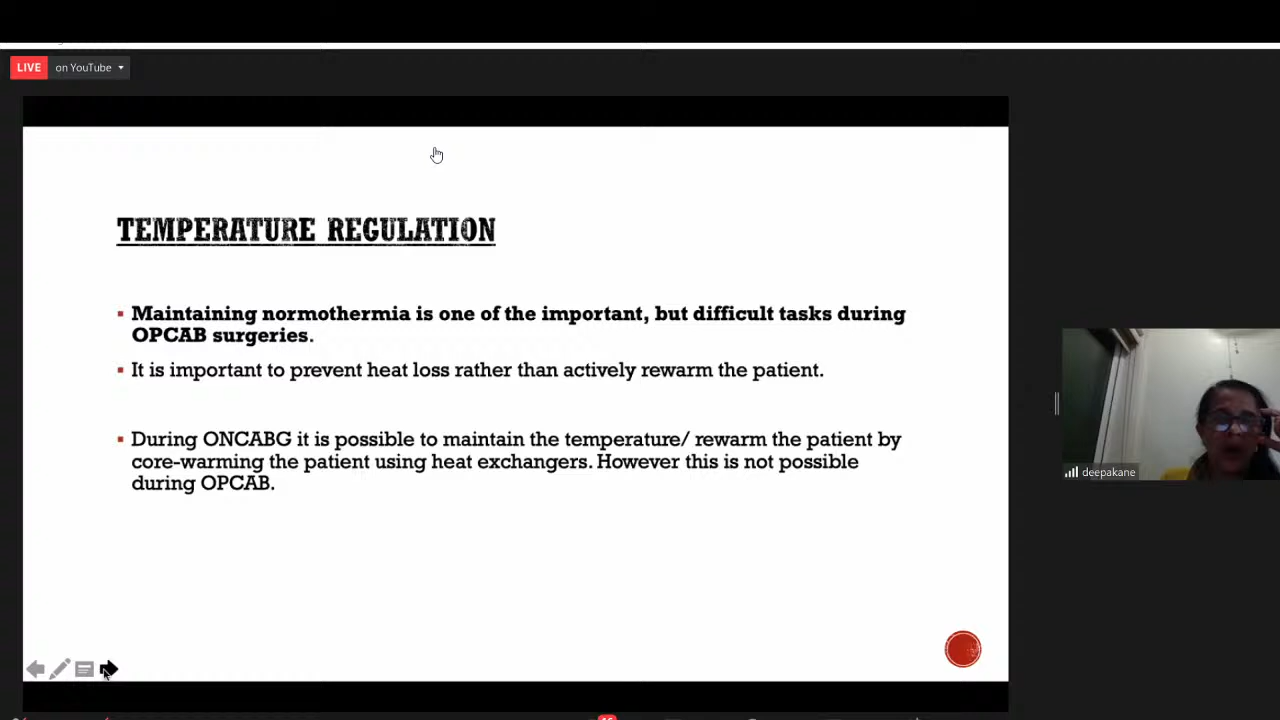 LIVE on YouTube
TEMPERATURE REGULATION
Maintaining normothermia is one of the important, but difficult tasks during
OPCAB surgeries.
It is important to prevent heat loss rather than actively rewarm the patient.
During ONCABG it is possible to maintain the temperature/ rewarm the patient by
core-warming the patient using heat exchangers. However this is not possible
during OPCAB.
deepakane